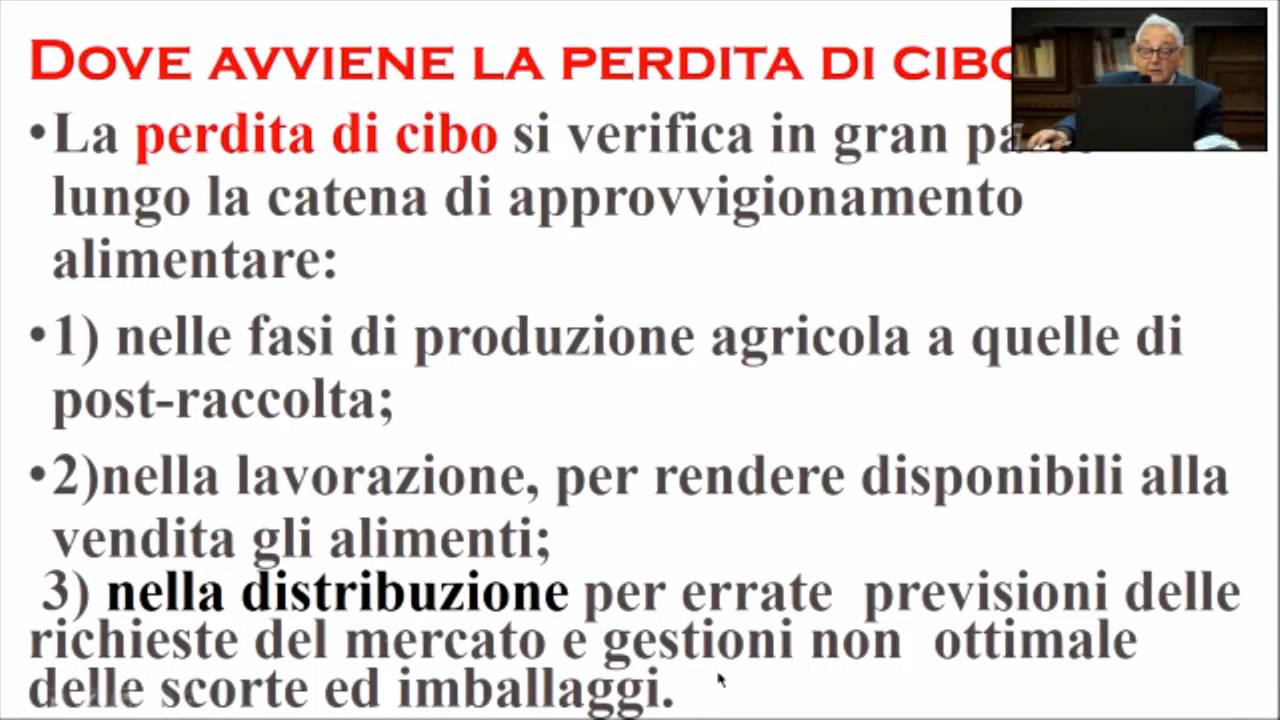 DOVE AVVIENE LA PERDITA DI CIBO
•La perdita di cibo si verifica in gran
lungo la catena di approvvigionamento
alimentare:
•1) nelle fasi di produzione agricola a quelle di
post-raccolta;
•2)nella lavorazione, per rendere disponibili alla
vendita gli alimenti;
3) nella distribuzione per errate previsioni delle
richieste del mercato e gestioni non ottimale
delle scorte ed imballaggi.